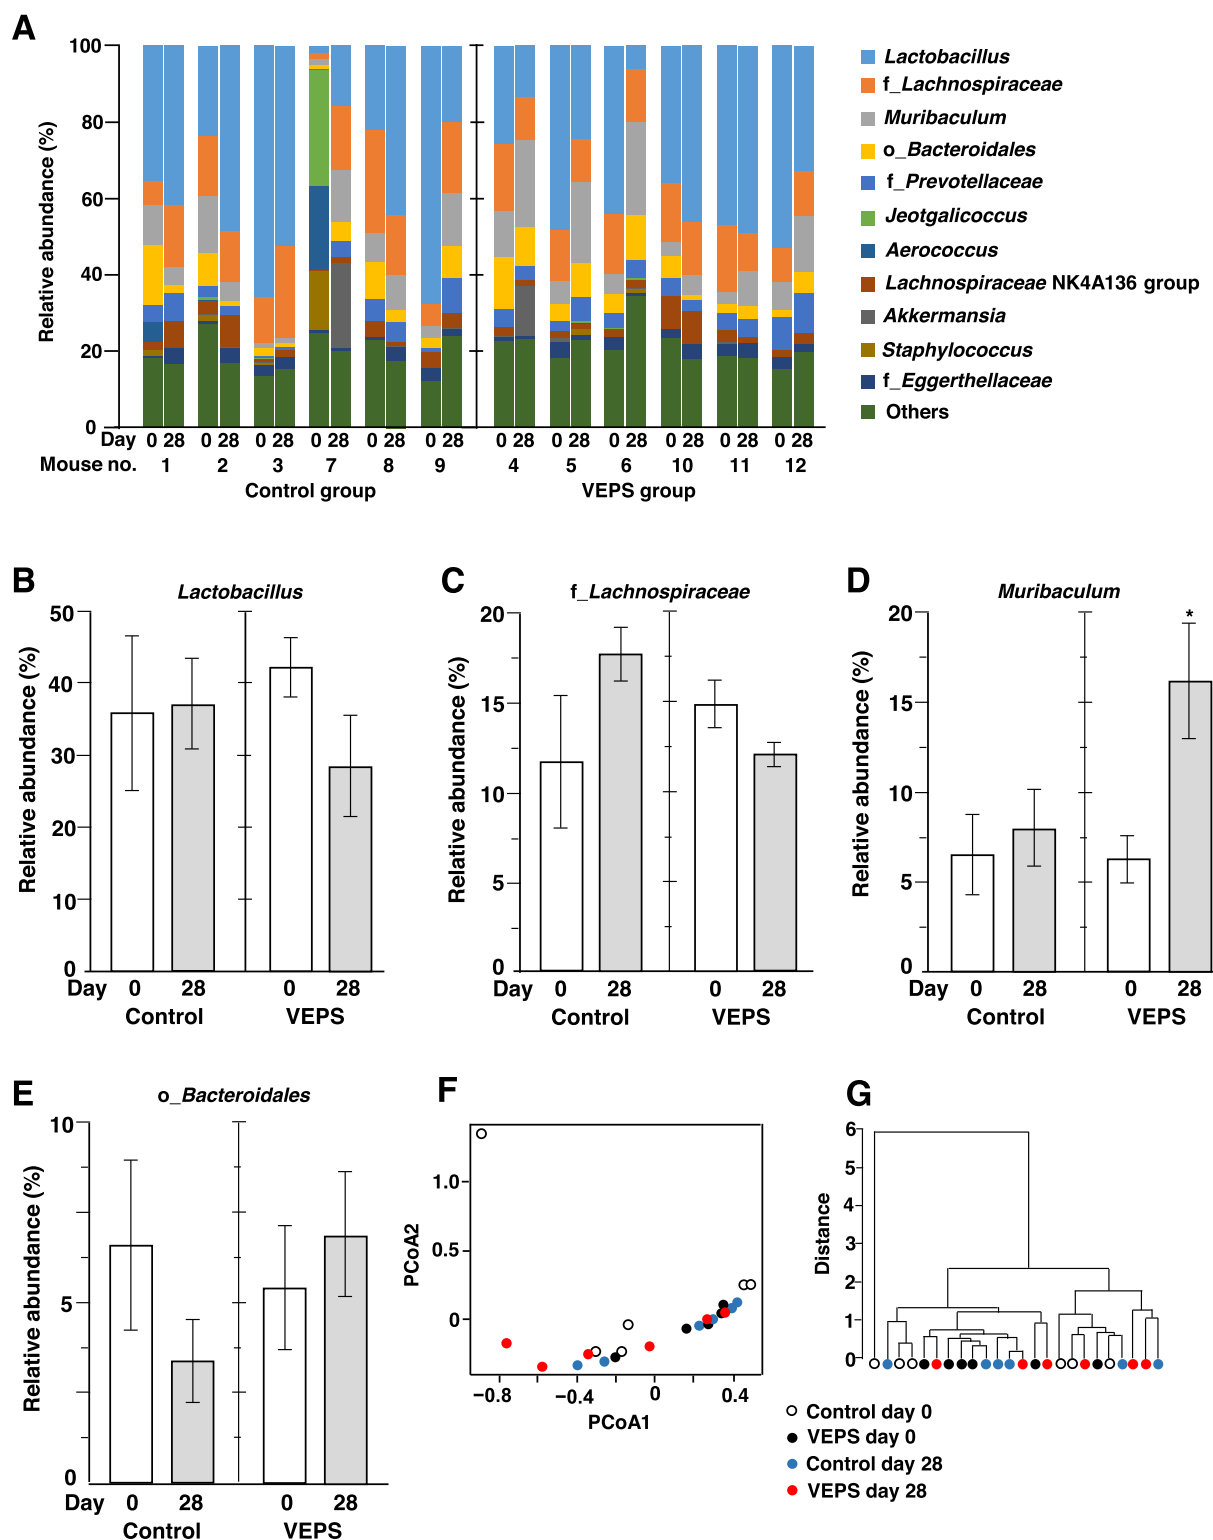 A
100
80
60
40
20
0
Relative abundance (%)
Day 0 28 0 28 0 28 0 28 0 28 0 28 0 28 0 28 0 28 0 28 0 28 0 28
Mouse no. 1 2 3 7 8 9 4 5 6 10 11 12
Control group VEPS group
Lactobacillus
f_Lachnospiraceae
Muribaculum
o_Bacteroidales
f_Prevotellaceae
Jeotgalicoccus
Aerococcus
Lachnospiraceae NK4A136 group
Akkermansia
Staphylococcus
f_Eggerthellaceae
Others
B
Lactobacillus
50
40
30
20
10
0
Relative abundance (%)
Day 0 28 0 28
Control VEPS
C
f_Lachnospiraceae
20
15
10
5
0
Relative abundance (%)
Day 0 28 0 28
Control VEPS
D
Muribaculum
20
15
10
5
0
Relative abundance (%)
*
Day 0 28 0 28
Control VEPS
E
o_Bacteroidales
10
5
0
Relative abundance (%)
Day 0 28 0 28
Control VEPS
F
1.0
0.5
0
PCoA2
−0.8 −0.4 0 0.4
PCoA1
G
6
5
4
3
2
1
0
Distance
Control day 0
VEPS day 0
Control day 28
VEPS day 28